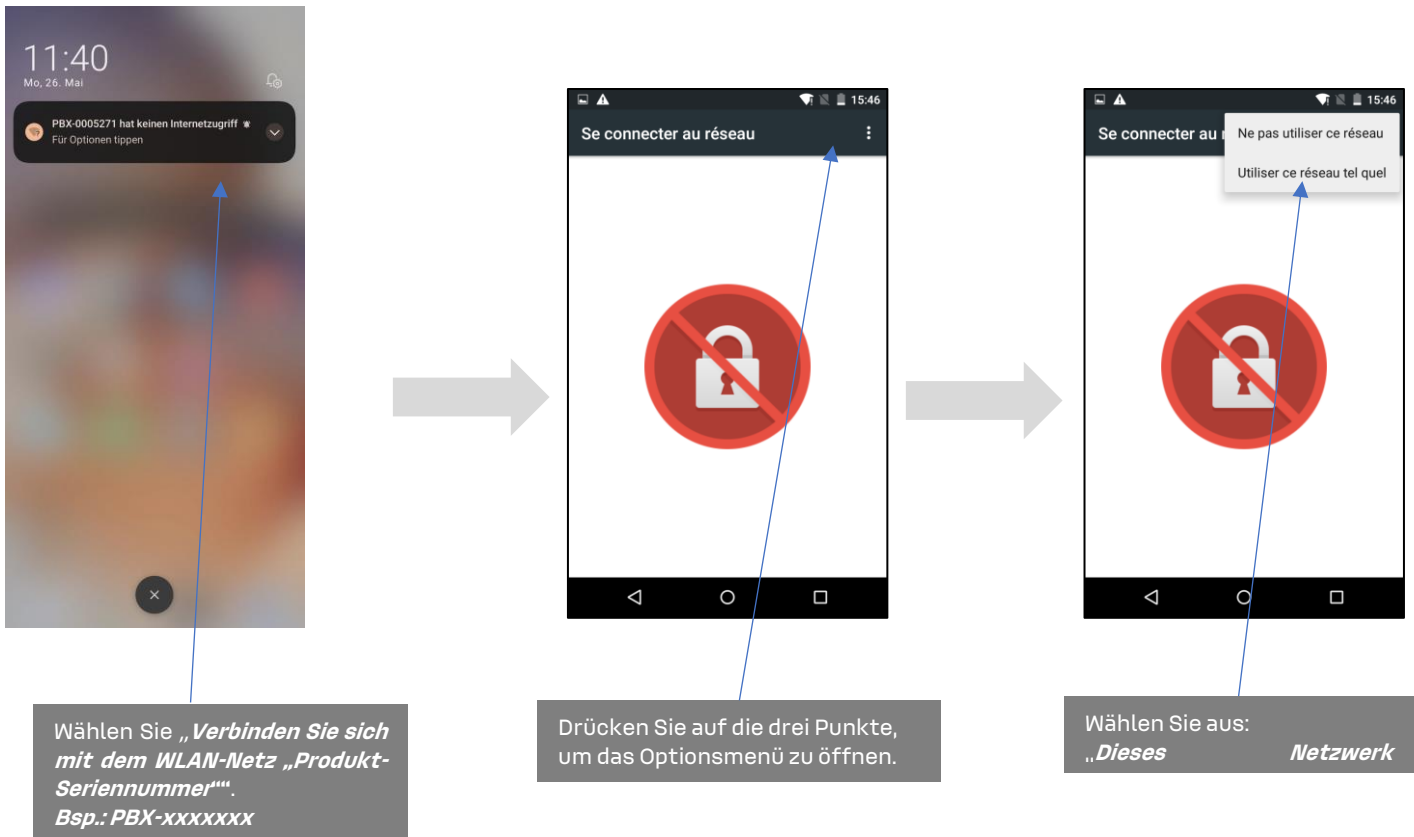 11:40
Mo, 26. Mai
PBX-0005271 hat keinen Internetzugriff
Für Optionen tippen
Wählen Sie „Verbinden Sie sich
mit dem WLAN-Netz „Produkt-
Seriennummer"".
Bsp.: PBX-xxxxxxx
15:46
Se connecter au réseau
Drücken Sie auf die drei Punkte,
um das Optionsmenü zu öffnen.
15:46
Se connecter au r
Ne pas utiliser ce réseau
Utiliser ce réseau tel quel
Wählen Sie aus:
„Dieses Netzwerk